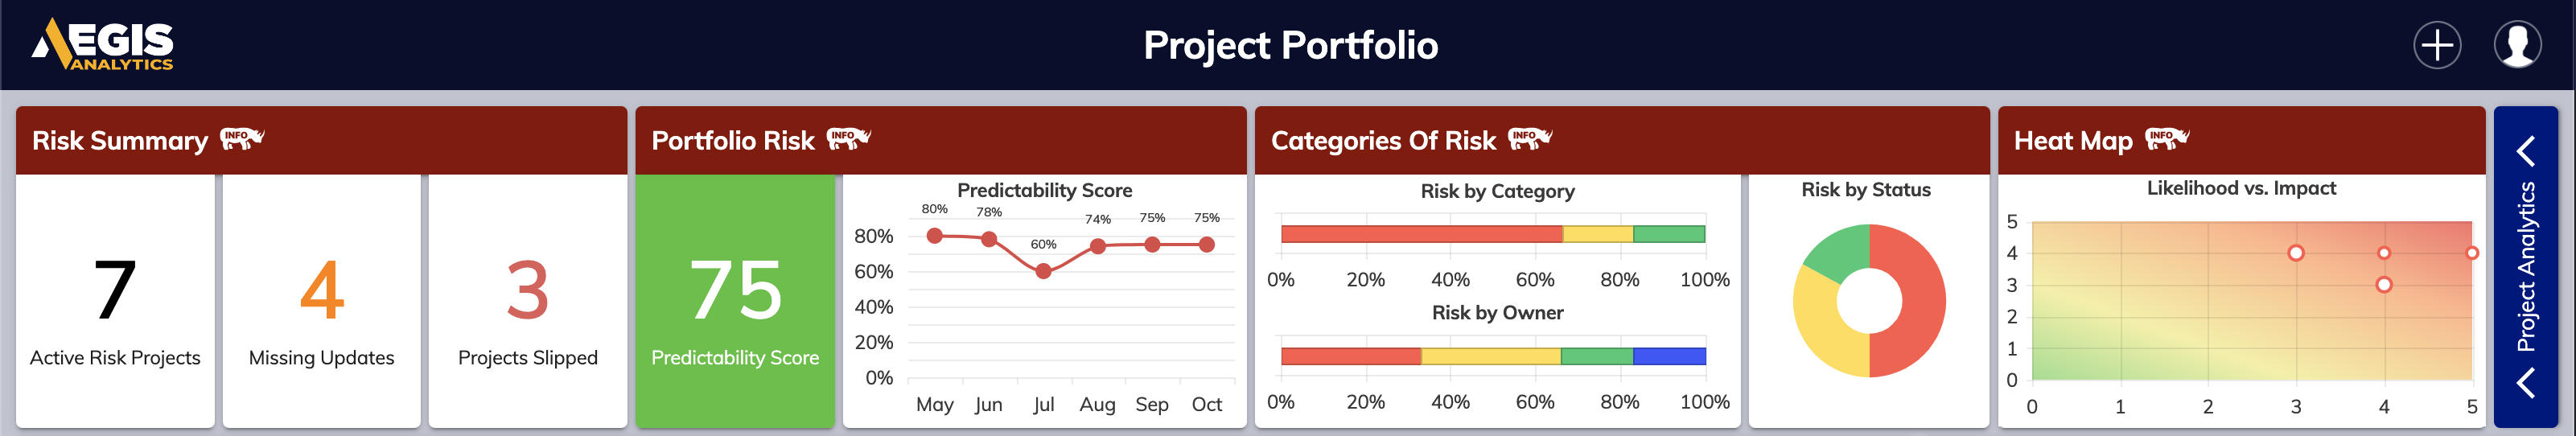 AEGIS
ANALYTICS
Project Portfolio
Risk Summary INFO
7
Active Risk Projects
4
Missing Updates
3
Projects Slipped
Portfolio Risk INFO
75
Predictability Score
Predictability Score
80% 78% 60% 74% 75% 75%
80%
60%
40%
20%
0%
May Jun Jul Aug Sep Oct
Categories Of Risk INFO
Risk by Category
0% 20% 40% 60% 80% 100%
Risk by Owner
0% 20% 40% 60% 80% 100%
Risk by Status
Heat Map INFO
Likelihood vs. Impact
5
4
3
2
1
0
0 1 2 3 4 5
Project Analytics